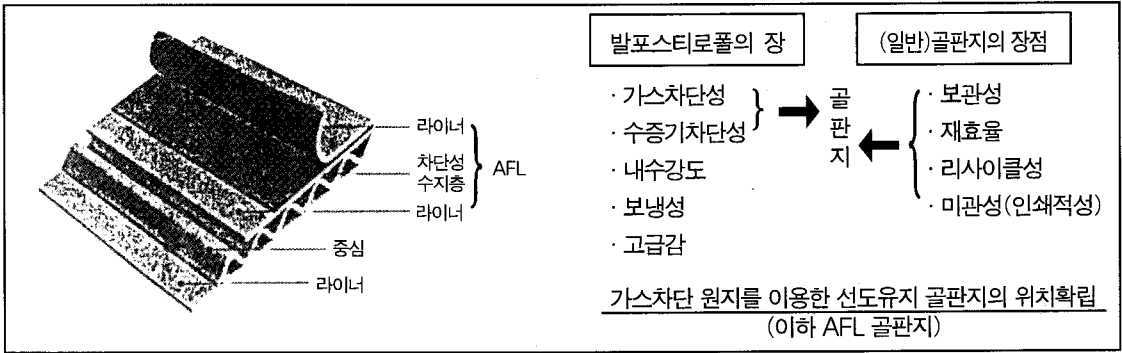 라이너
차단성
수지층
AFL
라이너
중심
라이너
발포스티로폴의 장
· 가스차단성
· 수증기차단성
· 내수강도
· 보냉성
· 고급감
골
판
지
(일반)골판지의 장점
· 보관성
· 재효율
· 리사이클성
· 미관성(인쇄적성)
가스차단 원지를 이용한 선도유지 골판지의 위치확립
(이하 AFL 골판지)